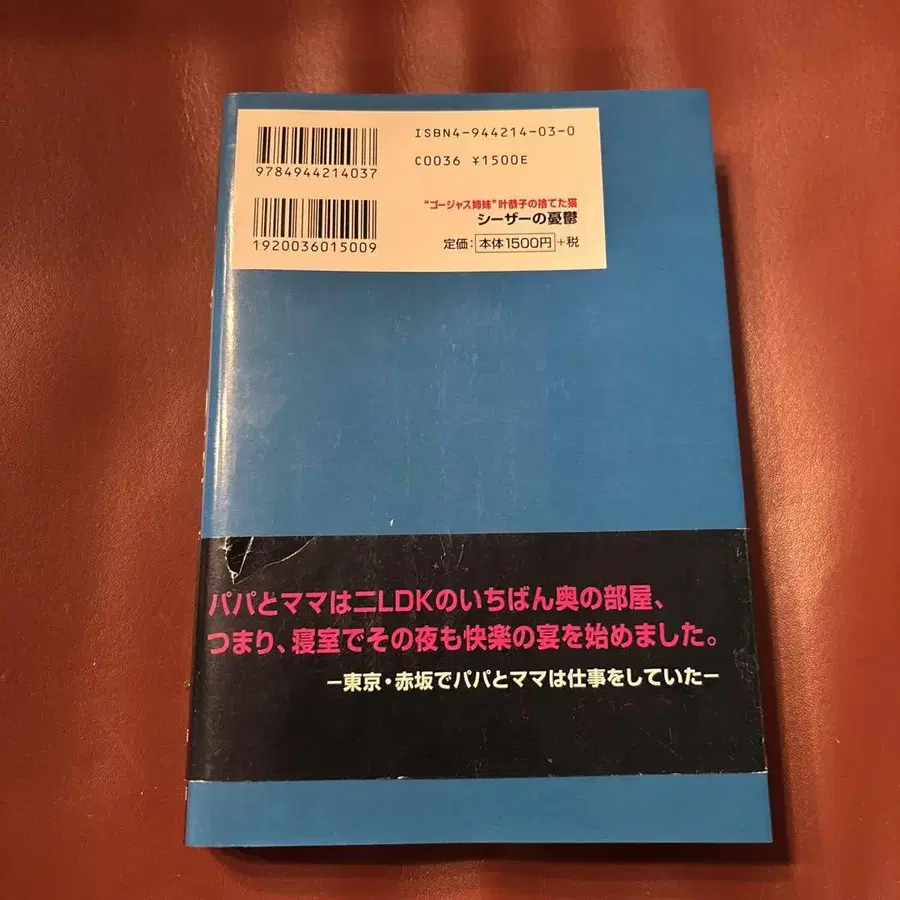 ISBN4-944214-03-0
C0036 ¥1500E
9784944214037
1920036015009
“ゴージャス姉妹”叶恭子の捨てた猫
シーザーの憂鬱
定価：本体1500円+税
パパとママは二LDKのいちばん奥の部屋、
つまり、寝室でその夜も快楽の宴を始めました。
―東京・赤坂でパパとママは仕事をしていた―